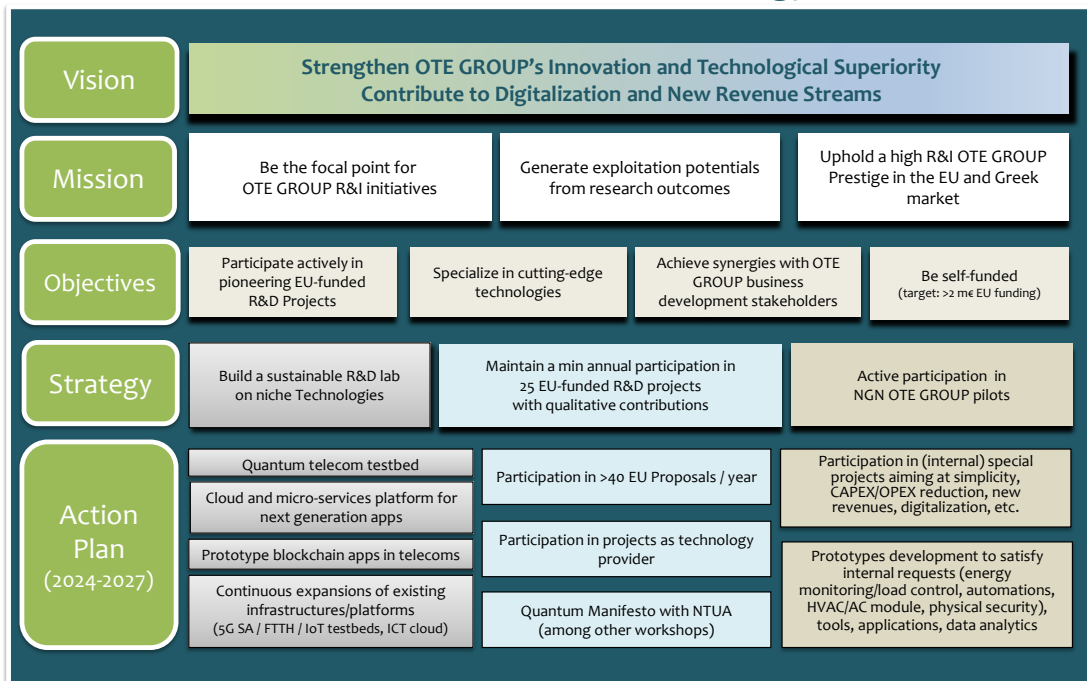 Vision
Strengthen OTE GROUP's Innovation and Technological Superiority
Contribute to Digitalization and New Revenue Streams
Mission
Be the focal point for
OTE GROUP R&I initiatives
Generate exploitation potentials
from research outcomes
Uphold a high R&I OTE GROUP
Prestige in the EU and Greek
market
Objectives
Participate actively in
pioneering EU-funded
R&D Projects
Specialize in cutting-edge
technologies
Achieve synergies with OTE
GROUP business
development stakeholders
Be self-funded
(target: >2 m€ EU funding)
Strategy
Build a sustainable R&D lab
on niche Technologies
Maintain a min annual participation in
25 EU-funded R&D projects
with qualitative contributions
Active participation in
NGN OTE GROUP pilots
Action
Plan
(2024-2027)
Quantum telecom testbed
Cloud and micro-services platform for
next generation apps
Prototype blockchain apps in telecoms
Continuous expansions of existing
infrastructures/platforms
(5G SA / FTTH / IoT testbeds, ICT cloud)
Participation in >40 EU Proposals / year
Participation in projects as technology
provider
Quantum Manifesto with NTUA
(among other workshops)
Participation in (internal) special
projects aiming at simplicity,
CAPEX/OPEX reduction, new
revenues, digitalization, etc.
Prototypes development to satisfy
internal requests (energy
monitoring/load control, automations,
HVAC/AC module, physical security),
tools, applications, data analytics